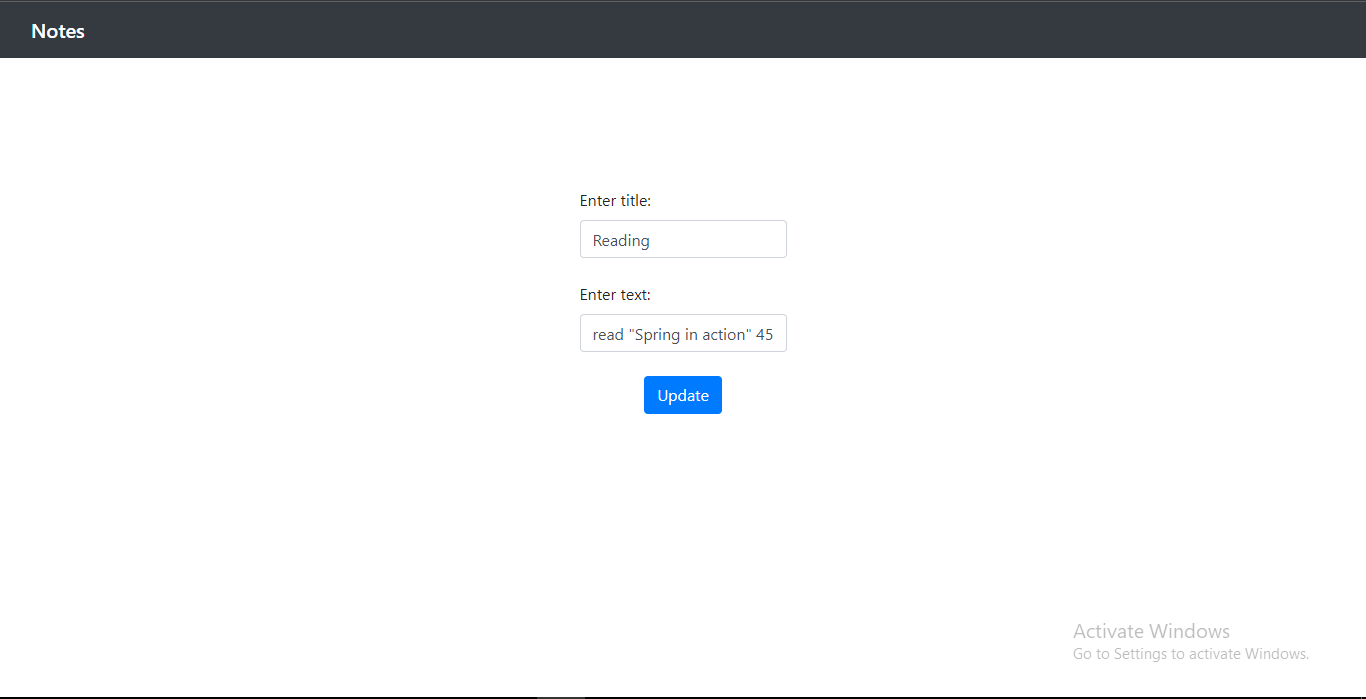 Notes
Enter title:
Reading
Enter text:
read "Spring in action" 45
Update
Activate Windows
Go to Settings to activate Windows.